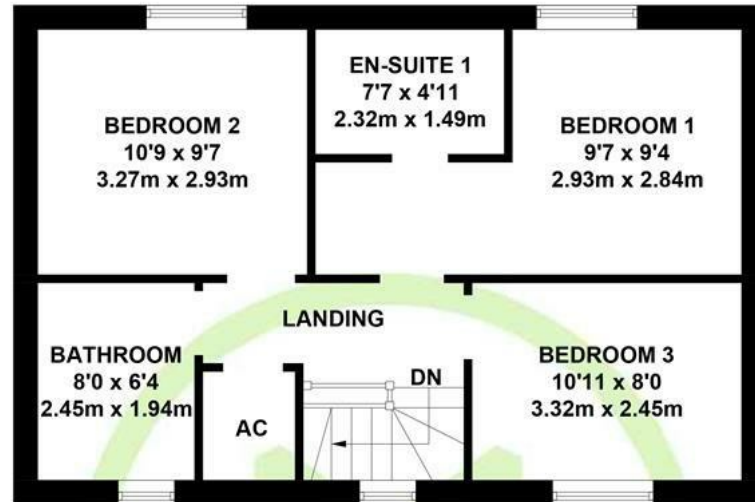 BEDROOM 2
10'9 x 9'7
3.27m x 2.93m
EN-SUITE 1
7'7 x 4'11
2.32m x 1.49m
BEDROOM 1
9'7 x 9'4
2.93m x 2.84m
LANDING
BATHROOM
8'0 x 6'4
2.45m x 1.94m
AC
DN
BEDROOM 3
10'11 x 8'0
3.32m x 2.45m